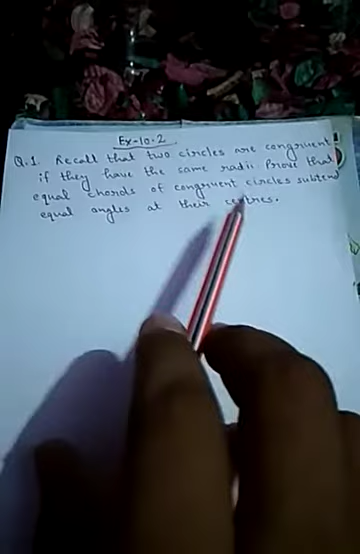 Ex-10.2
Q.1. Recall that two circles are congruent
if they have the same radii Prove that
equal chords of congruent circles subtend
equal angles at their centres.